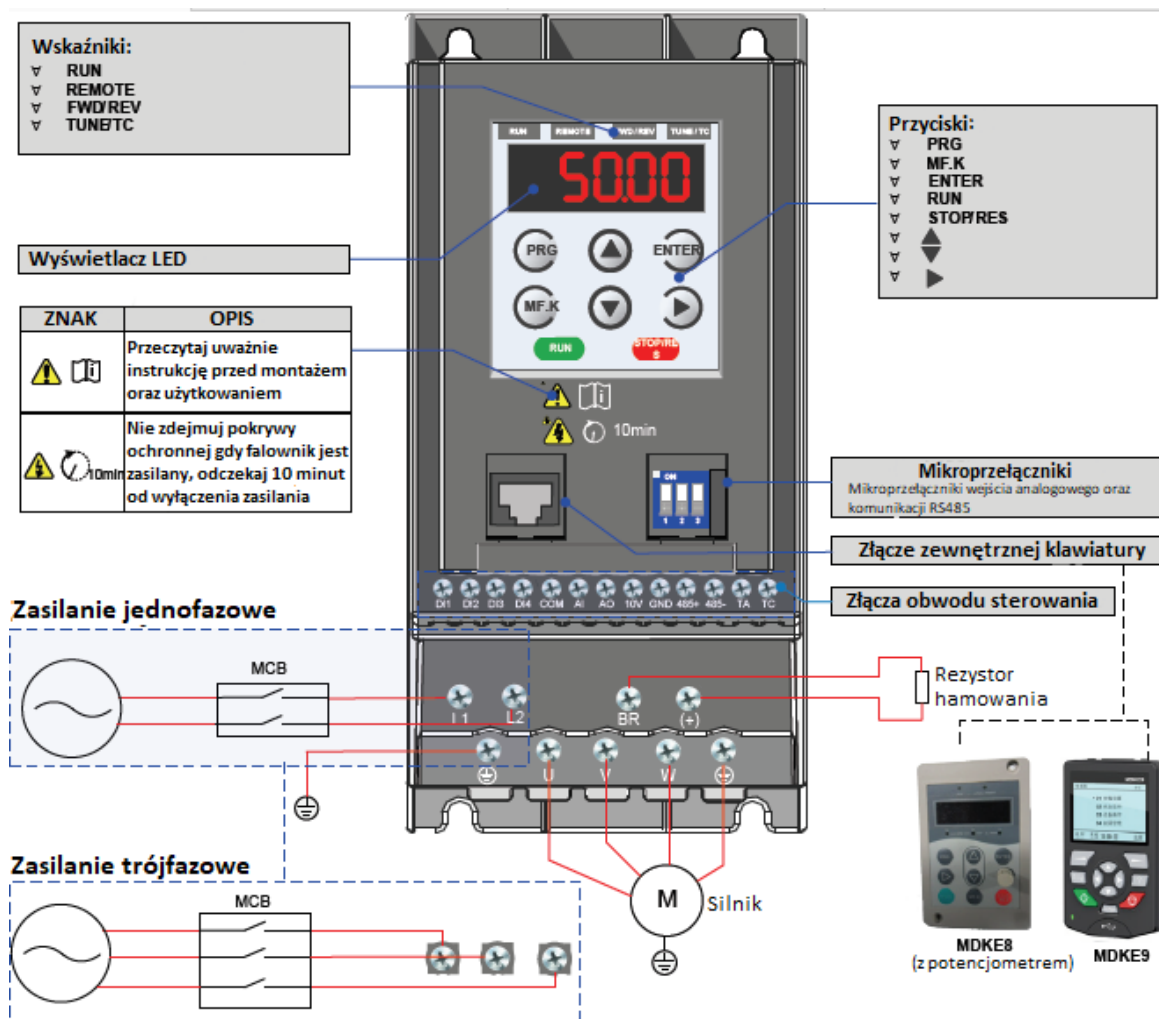 Wskaźniki:
∀ RUN
∀ REMOTE
∀ FWD/REV
∀ TUNE/TC
Wyświetlacz LED
ZNAK OPIS
Przeczytaj uważnie
instrukcję przed montażem
oraz użytkowaniem
10min
Nie zdejmuj pokrywy
ochronnej gdy falownik jest
zasilany, odczekaj 10 minut
od wyłączenia zasilania
RUN REMOTE WD/REV TUNE/TC
50.00
PRG ENTER
MF.K
RUN STOP/RE
S
10min
ON
1 2 3
Przyciski:
∀ PRG
∀ MF.K
∀ ENTER
∀ RUN
∀ STOP/RES
∀ ▲
∀ ▼
∀ ▶
Mikroprzełączniki
Mikroprzełączniki wejścia analogowego oraz
komunikacji RS485
Złącze zewnętrznej klawiatury
Złącza obwodu sterowania
DI1 DI2 DI3 DI4 COM AI AO 10V GND 485+ 485- TA TC
Zasilanie jednofazowe
MCB
L1 L2 BR (+)
Rezystor
hamowania
U V W
M
Silnik
Zasilanie trójfazowe
MCB
MDKE8
(z potencjometrem)
MDKE9